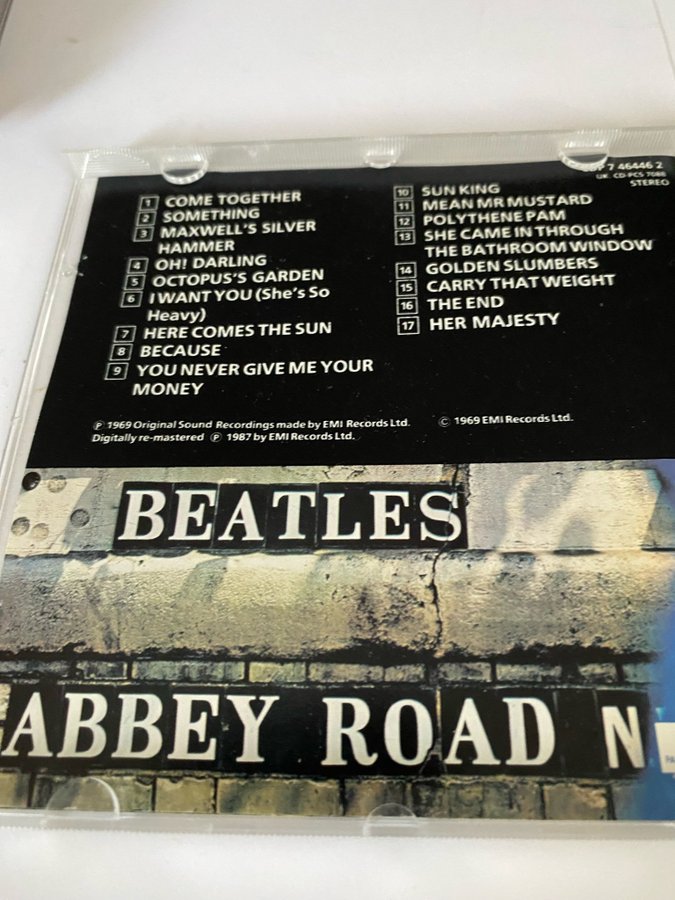 7 46446 2
UK. CD-PCS 7088
STEREO
1 COME TOGETHER
2 SOMETHING
3 MAXWELL'S SILVER
HAMMER
4 OH! DARLING
5 OCTOPUS'S GARDEN
6 I WANT YOU (She's So
Heavy)
7 HERE COMES THE SUN
8 BECAUSE
9 YOU NEVER GIVE ME YOUR
MONEY
10 SUN KING
11 MEAN MR MUSTARD
12 POLYTHENE PAM
13 SHE CAME IN THROUGH
THE BATHROOM WINDOW
14 GOLDEN SLUMBERS
15 CARRY THAT WEIGHT
16 THE END
17 HER MAJESTY
Ⓟ 1969 Original Sound Recordings made by EMI Records Ltd. © 1969 EMI Records Ltd.
Digitally re-mastered Ⓟ 1987 by EMI Records Ltd.
BEATLES
ABBEY ROAD N